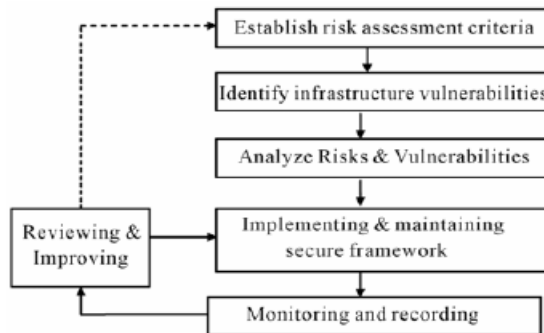 Establish risk assessment criteria
Identify infrastructure vulnerabilities
Analyze Risks & Vulnerabilities
Reviewing &
Improving
Implementing & maintaining
secure framework
Monitoring and recording